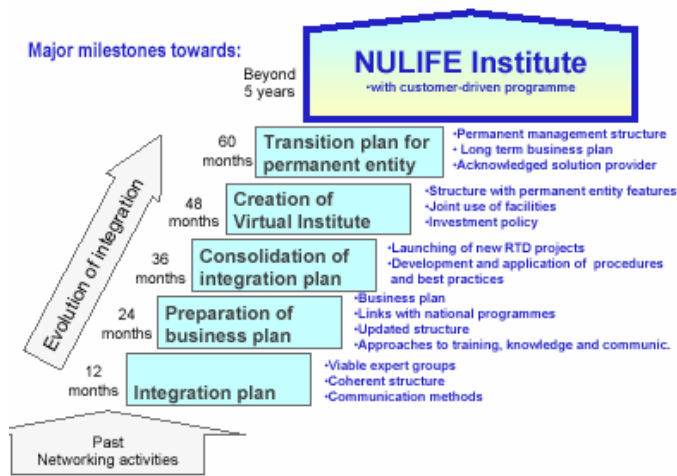 Major milestones towards:
NULIFE Institute
•with customer-driven programme
Beyond
5 years
60
months
Transition plan for
permanent entity
•Permanent management structure
• Long term business plan
•Acknowledged solution provider
48
months
Creation of
Virtual Institute
•Structure with permanent entity features
•Joint use of facilities
•Investment policy
36
months
Consolidation of
integration plan
•Launching of new RTD projects
•Development and application of procedures
and best practices
24
months
Preparation of
business plan
•Business plan
•Links with national programmes
•Updated structure
•Approaches to training, knowledge and communic.
12
months
Integration plan
•Viable expert groups
•Coherent structure
•Communication methods
Evolution of integration
Past
Networking activities